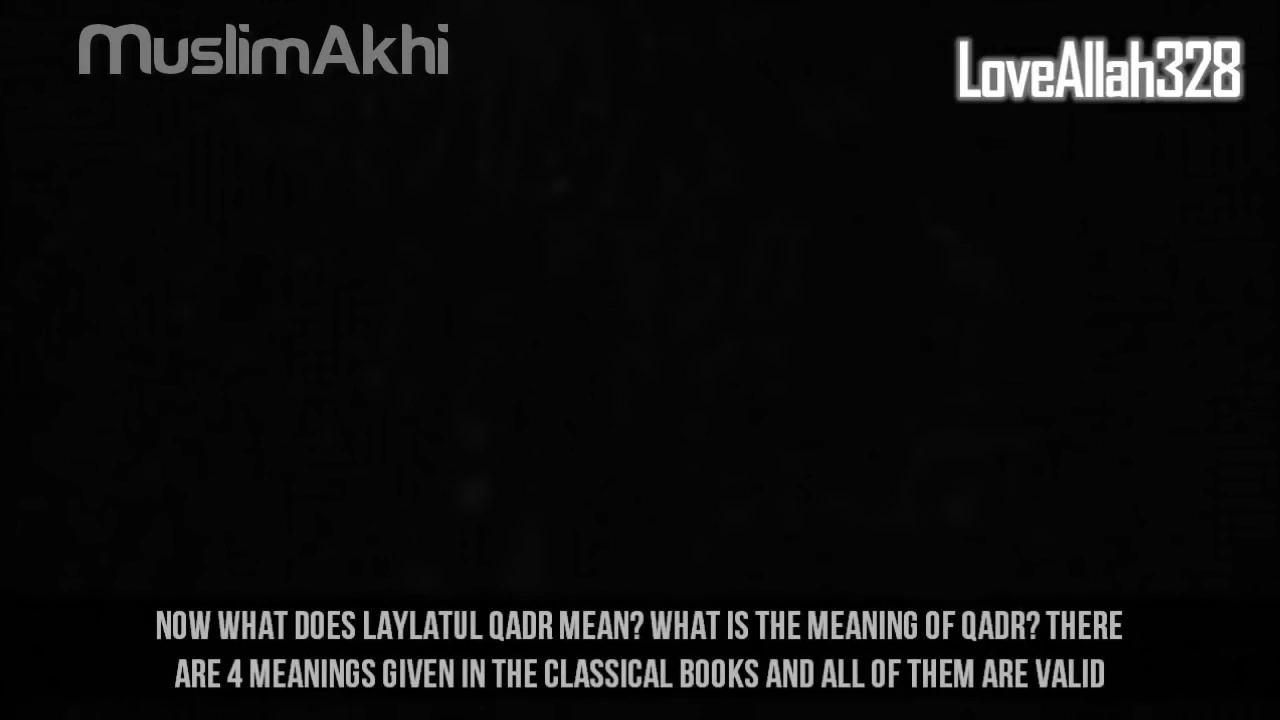 MuslimAkhi
LoveAllah328
NOW WHAT DOES LAYLATUL QADR MEAN? WHAT IS THE MEANING OF QADR? THERE
ARE 4 MEANINGS GIVEN IN THE CLASSICAL BOOKS AND ALL OF THEM ARE VALID